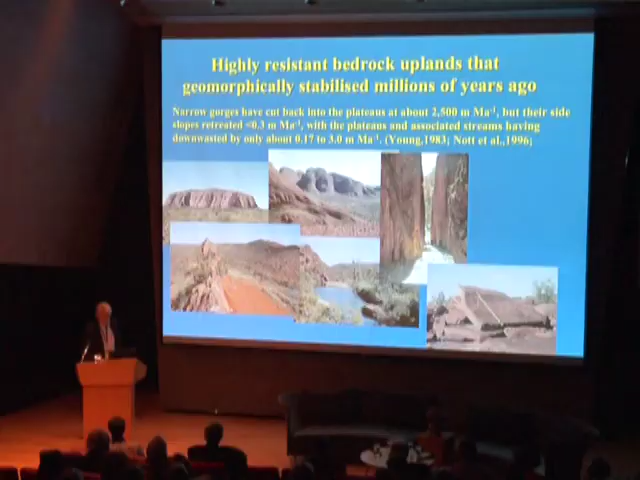 Highly resistant bedrock uplands that
geomorphically stabilised millions of years ago
Narrow gorges have cut back into the plateaus at about 2,500 m Ma⁻¹, but their side
slopes retreated <0.3 m Ma⁻¹, with the plateaus and associated streams having
downwasted by only about 0.17 to 3.0 m Ma⁻¹. (Young,1983; Nott et al.,1996;